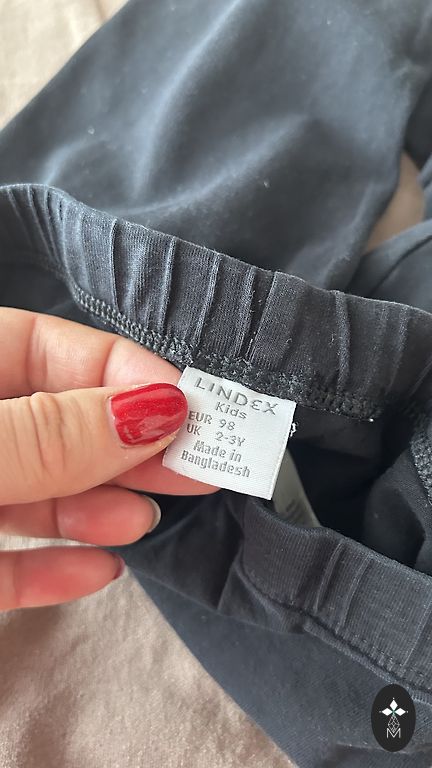 LINDEX
Kids
EUR 98
UK 2-3Y
Made in
Bangladesh
M